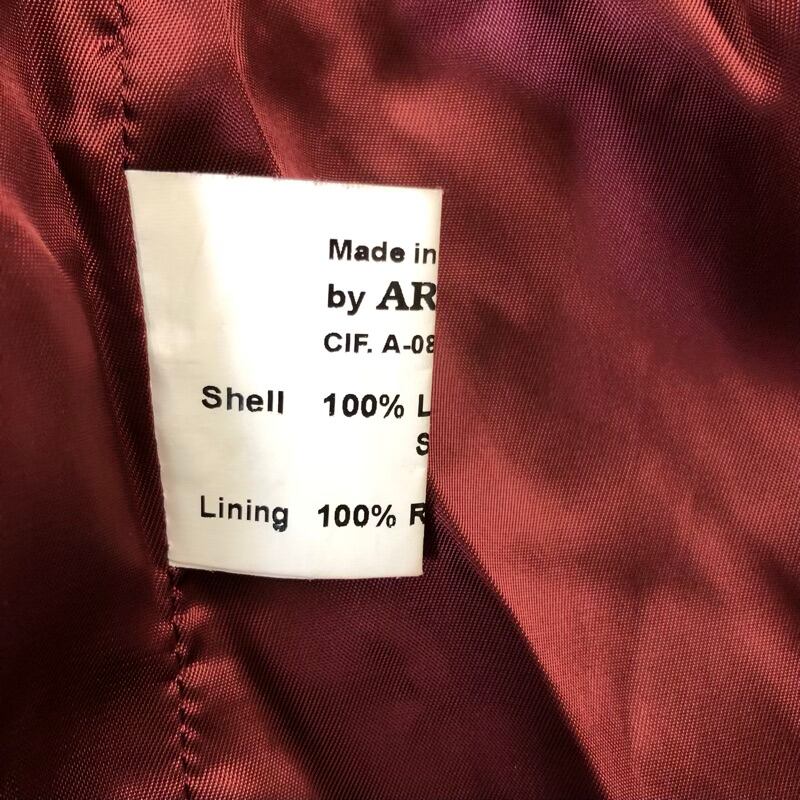 Made in
by AR
CIF. A-08
Shell 100% L
S
Lining 100% R